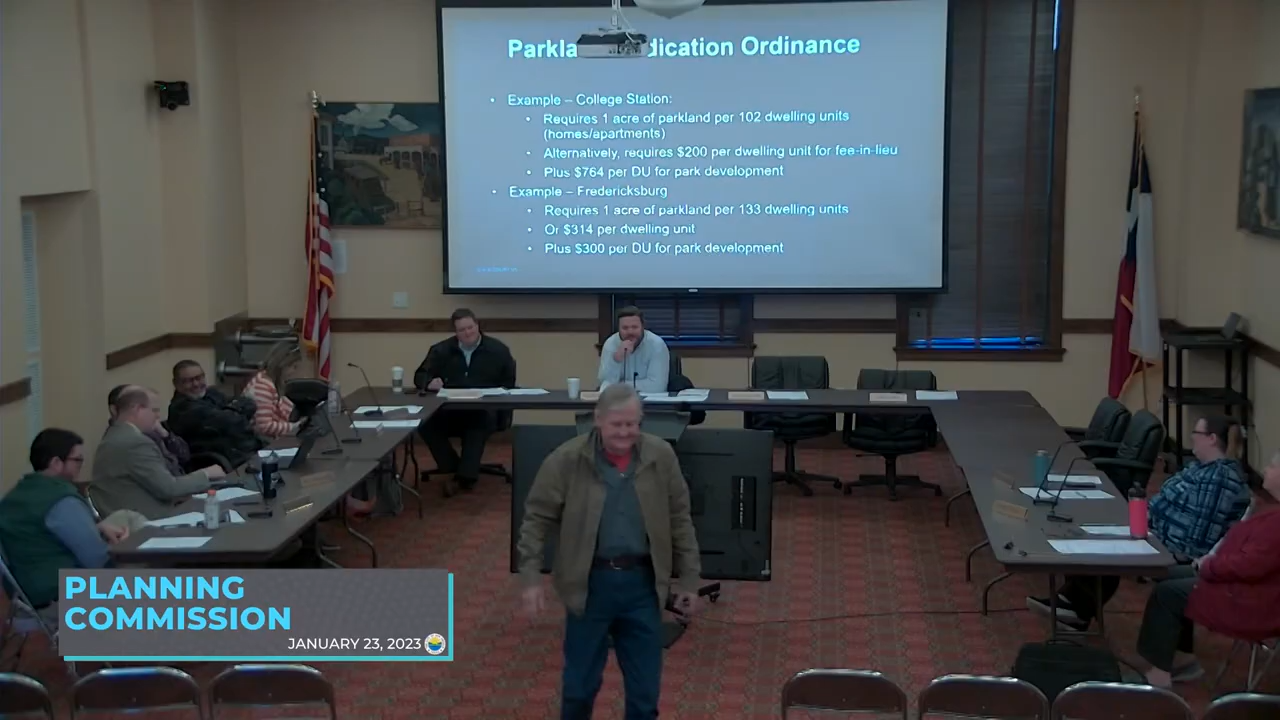 Parkla dication Ordinance
• Example – College Station:
• Requires 1 acre of parkland per 102 dwelling units
(homes/apartments)
• Alternatively, requires $200 per dwelling unit for fee-in-lieu
• Plus $764 per DU for park development
• Example – Fredericksburg
• Requires 1 acre of parkland per 133 dwelling units
• Or $314 per dwelling unit
• Plus $300 per DU for park development
PLANNING
COMMISSION
JANUARY 23, 2023